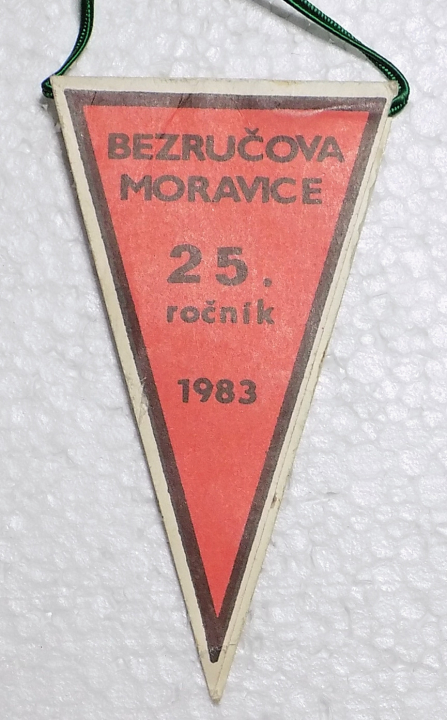 BEZRUČOVA
MORAVICE
25.
ročník
1983